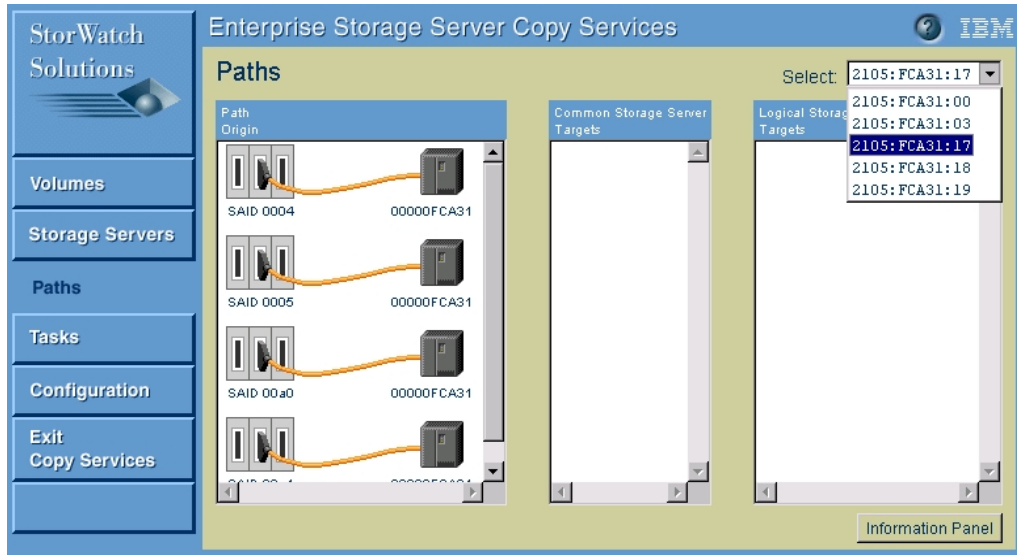 StorWatch
Solutions
Enterprise Storage Server Copy Services
? IBM
Paths
Select: 2105:FCA31:17
2105:FCA31:00
2105:FCA31:03
2105:FCA31:17
2105:FCA31:18
2105:FCA31:19
Path
Origin
Common Storage Server
Targets
Logical
Targets
SAID 0004 00000FCA31
SAID 0005 00000FCA31
SAID 00a0 00000FCA31
Volumes
Storage Servers
Paths
Tasks
Configuration
Exit
Copy Services
Information Panel